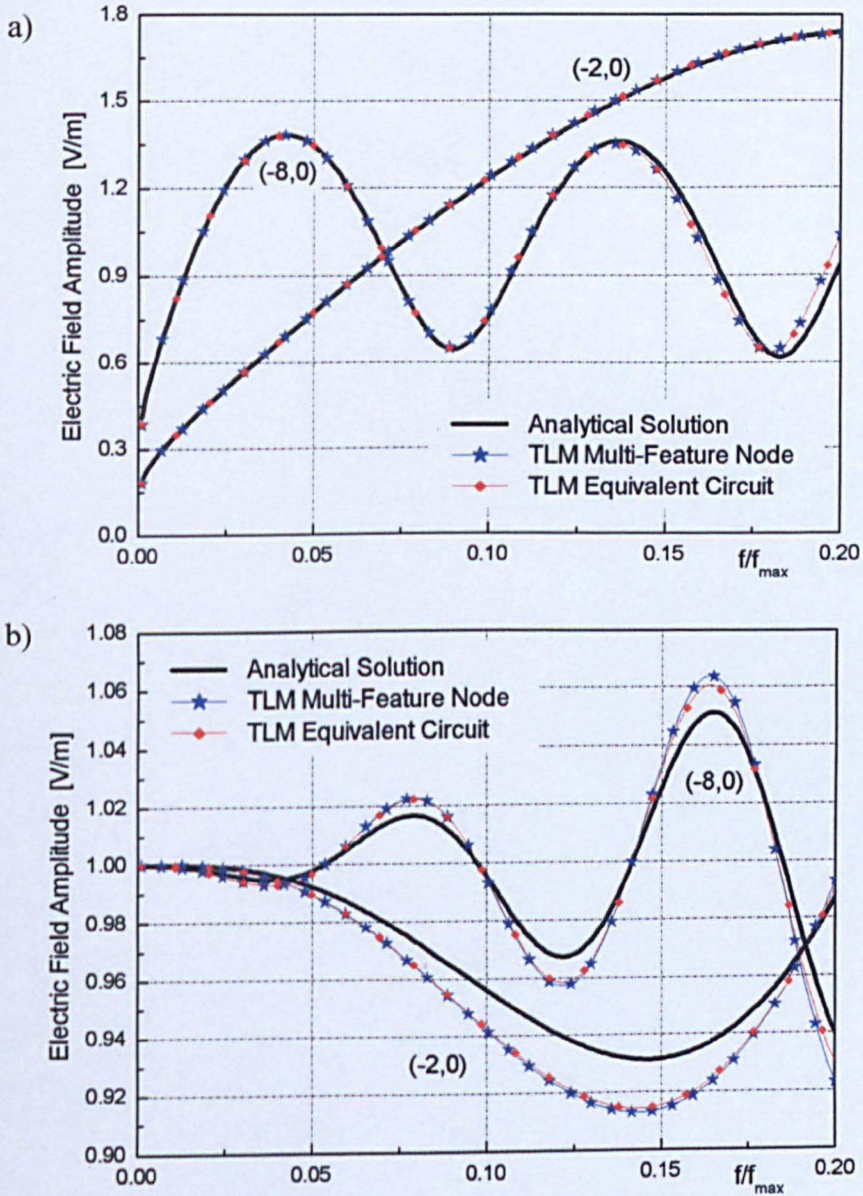 a)
1.8
1.5
1.2
0.9
0.6
0.3
0.0
Electric Field Amplitude [V/m]
(-2,0)
(-8,0)
Analytical Solution
TLM Multi-Feature Node
TLM Equivalent Circuit
0.00
0.05
0.10
0.15
f/fmax
0.20
b)
1.08
1.06
1.04
1.02
1.00
0.98
0.96
0.94
0.92
0.90
Electric Field Amplitude [V/m]
Analytical Solution
TLM Multi-Feature Node
TLM Equivalent Circuit
(-8,0)
(-2,0)
0.00
0.05
0.10
0.15
f/fmax
0.20